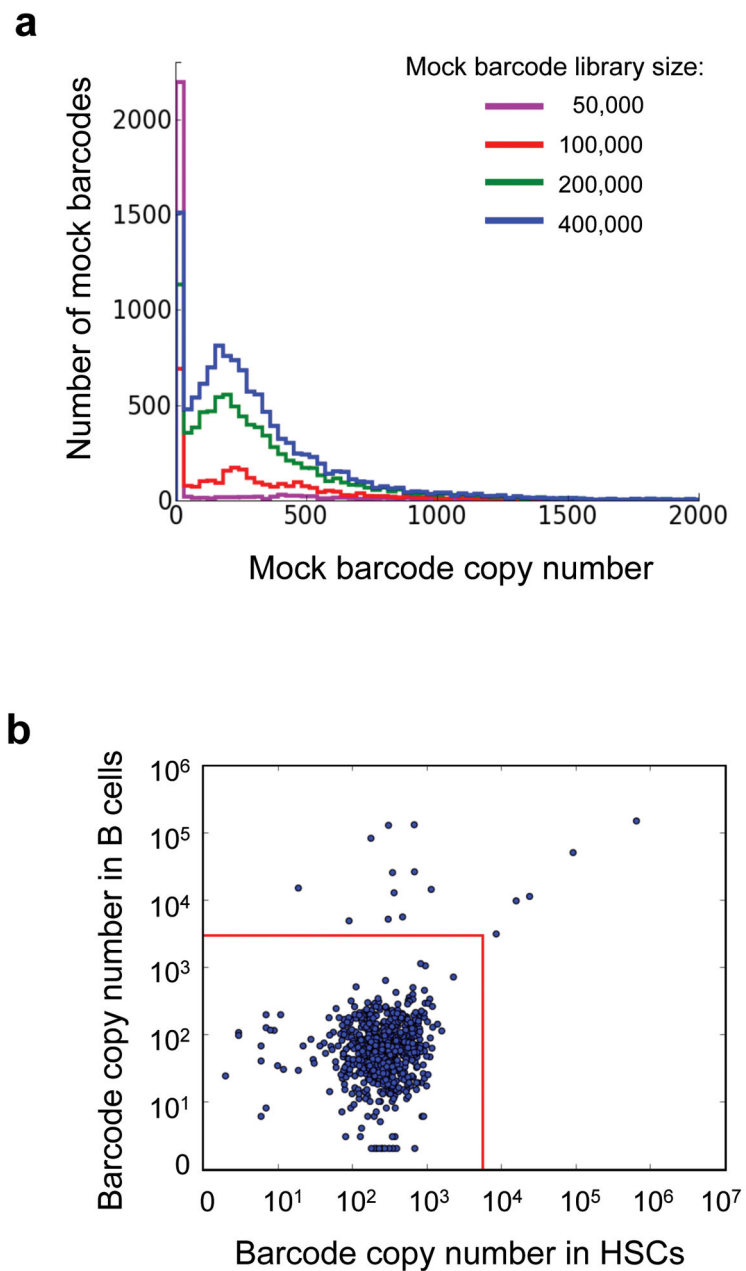 a
Mock barcode library size:
50,000
100,000
200,000
400,000
Number of mock barcodes
2000
1500
1000
500
0
0 500 1000 1500 2000
Mock barcode copy number
b
Barcode copy number in B cells
10⁶
10⁵
10⁴
10³
10²
10¹
0
0 10¹ 10² 10³ 10⁴ 10⁵ 10⁶ 10⁷
Barcode copy number in HSCs